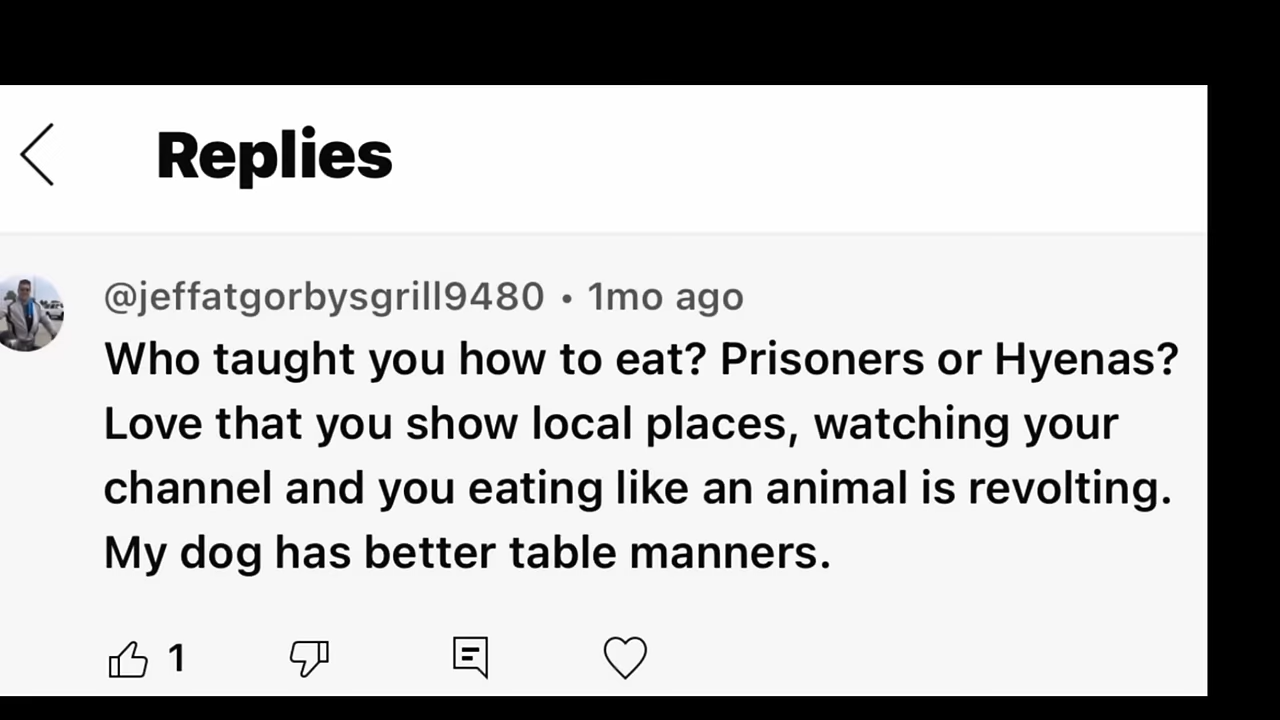 Replies
@jeffatgorbysgrill9480 • 1mo ago
Who taught you how to eat? Prisoners or Hyenas?
Love that you show local places, watching your
channel and you eating like an animal is revolting.
My dog has better table manners.
1